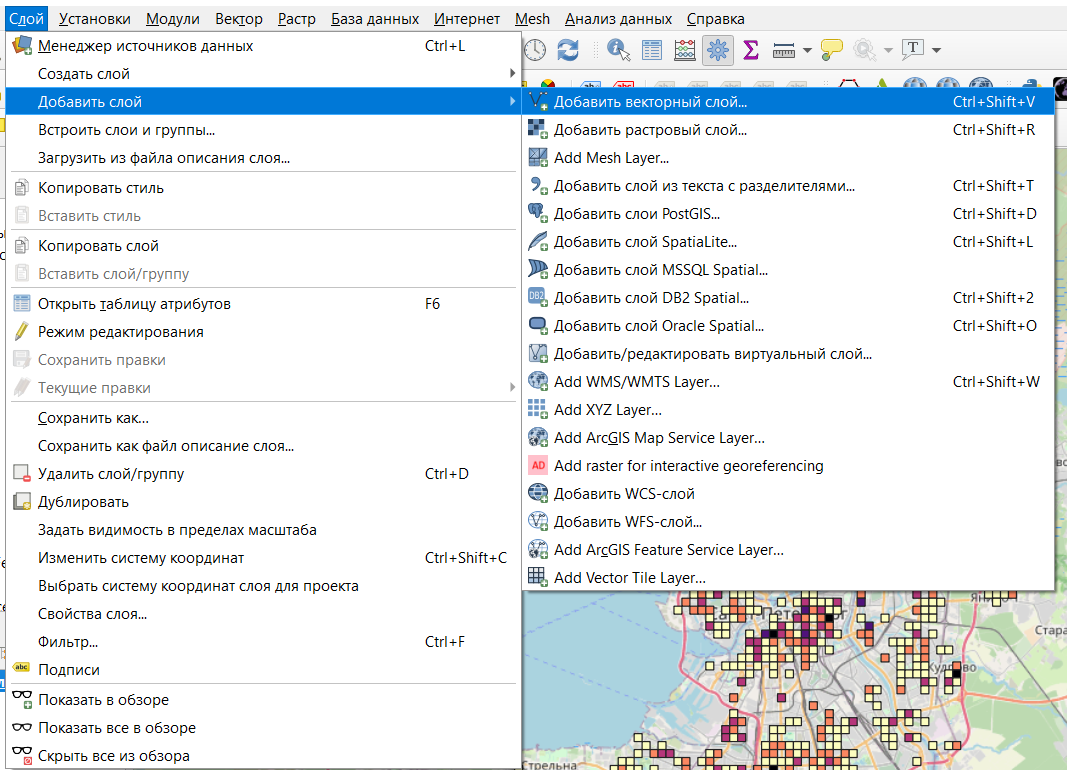 Слой Установки Модули Вектор Растр База данных Интернет Mesh Анализ данных Справка
Менеджер источников данных Ctrl+L
Создать слой
Добавить слой
Встроить слои и группы...
Загрузить из файла описания слоя...
Копировать стиль
Вставить стиль
Копировать слой
Вставить слой/группу
Открыть таблицу атрибутов F6
Режим редактирования
Сохранить правки
Текущие правки
Сохранить как...
Сохранить как файл описание слоя...
Удалить слой/группу Ctrl+D
Дублировать
Задать видимость в пределах масштаба
Изменить систему координат Ctrl+Shift+C
Выбрать систему координат слоя для проекта
Свойства слоя...
Фильтр... Ctrl+F
abc Подписи
Показать в обзоре
Показать все в обзоре
Скрыть все из обзора
Добавить векторный слой... Ctrl+Shift+V
Добавить растровый слой... Ctrl+Shift+R
Add Mesh Layer...
Добавить слой из текста с разделителями... Ctrl+Shift+T
Добавить слои PostGIS... Ctrl+Shift+D
Добавить слой SpatiaLite... Ctrl+Shift+L
Добавить слой MSSQL Spatial...
DB2 Добавить слой DB2 Spatial... Ctrl+Shift+2
Добавить слой Oracle Spatial... Ctrl+Shift+O
Добавить/редактировать виртуальный слой...
Add WMS/WMTS Layer... Ctrl+Shift+W
Add XYZ Layer...
Add ArcGIS Map Service Layer...
AD Add raster for interactive georeferencing
Добавить WCS-слой
Добавить WFS-слой...
Add ArcGIS Feature Service Layer...
Add Vector Tile Layer...
Стара
Кудрово
Стрельна